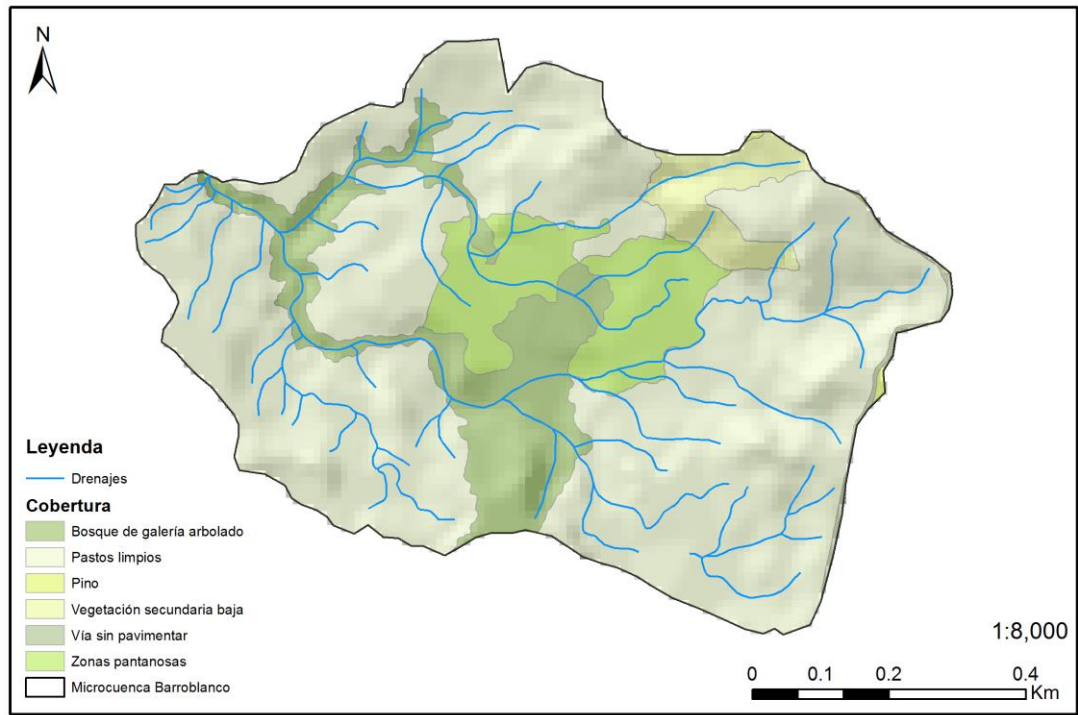 N
Leyenda
Drenajes
Cobertura
Bosque de galería arbolado
Pastos limpios
Pino
Vegetación secundaria baja
Vía sin pavimentar
Zonas pantanosas
Microcuenca Barroblanco
1:8,000
0 0.1 0.2 0.4
Km